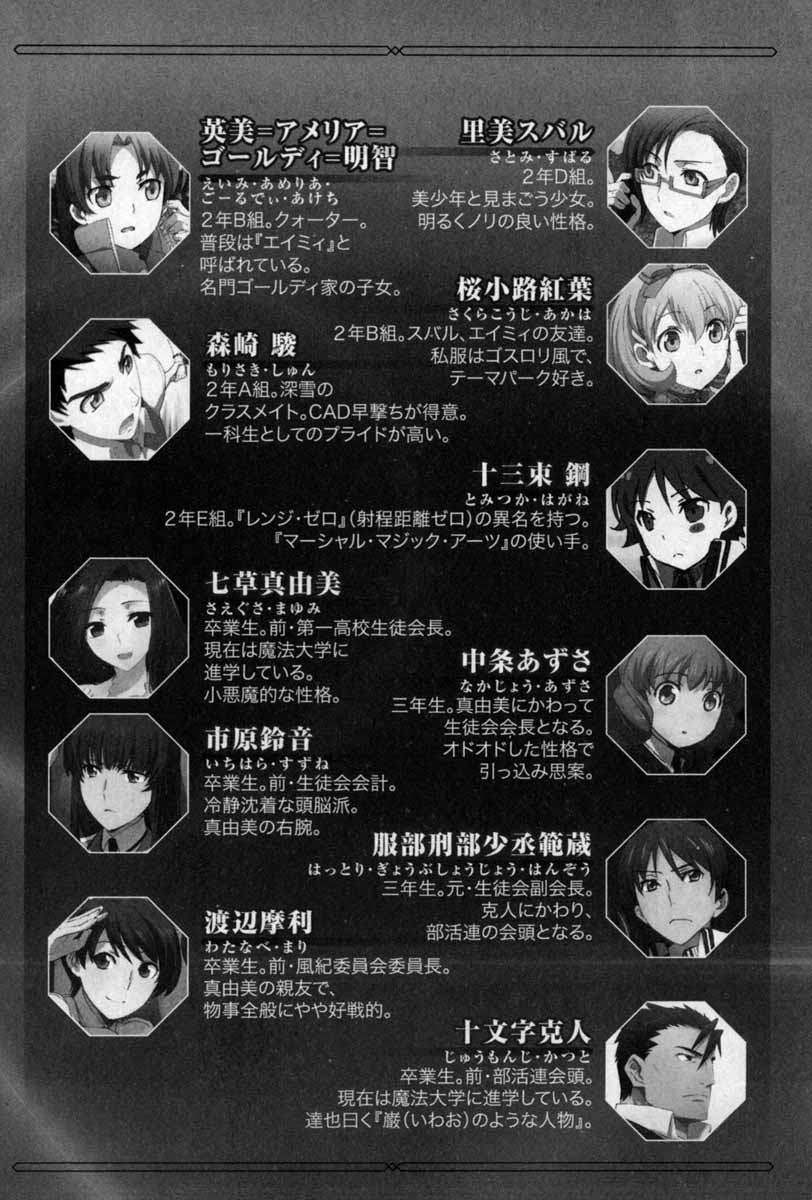 里美スバル
さとみ・すばる
2年D組。
美少年と見まごう少女。
明るくノリの良い性格。
英美=アメリア=
ゴールディ=明智
えいみ・あめりあ・
ごーるでぃ・あけち
2年B組。クォーター。
普段は『エイミィ』と
呼ばれている。
名門ゴールディ家の子女。
桜小路紅葉
さくらこうじ・あかは
2年B組。スバル、エイミィの友達。
私服はゴスロリ風で、
テーマパーク好き。
森崎 駿
もりさき・しゅん
2年A組。深雪の
クラスメイト。CAD早撃ちが得意。
一科生としてのプライドが高い。
十三束 鋼
とみつか・はがね
2年E組。『レンジ・ゼロ』(射程距離ゼロ)の異名を持つ。
『マーシャル・マジック・アーツ』の使い手。
七草真由美
さえぐさ・まゆみ
卒業生。前・第一高校生徒会長。
現在は魔法大学に
進学している。
小悪魔的な性格。
中条あずさ
なかじょう・あずさ
三年生。真由美にかわって
生徒会会長となる。
オドオドした性格で
引っ込み思案。
市原鈴音
いちはら・すずね
卒業生。前・生徒会会計。
冷静沈着な頭脳派。
真由美の右腕。
服部刑部少丞範蔵
はっとり・ぎょうぶしょうじょう・はんぞう
三年生。元・生徒会副会長。
克人にかわり、
部活連の会頭となる。
渡辺摩利
わたなべ・まり
卒業生。前・風紀委員会委員長。
真由美の親友で、
物事全般にやや好戦的。
十文字克人
じゅうもんじ・かつと
卒業生。前・部活連会頭。
現在は魔法大学に進学している。
達也曰く『巌(いわお)のような人物』。